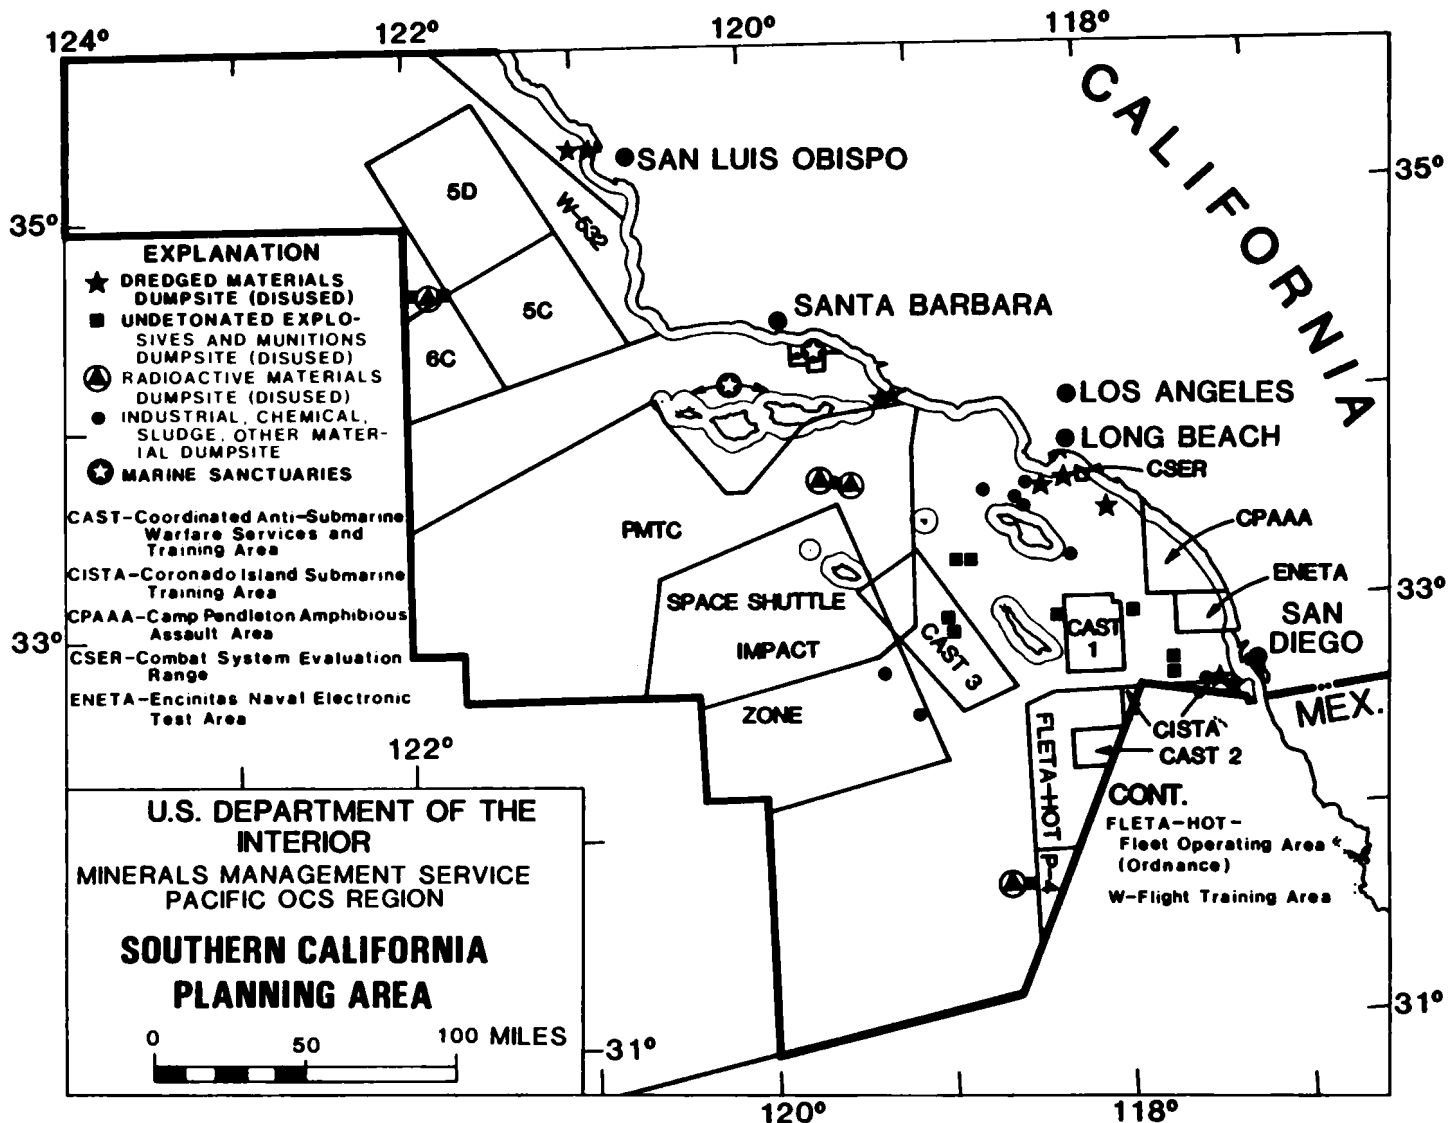 124° 122° 120° 118°
CALIFORNIA
SAN LUIS OBISPO
35°
5D
W-532
35°
EXPLANATION
DREDGED MATERIALS
DUMPSITE (DISUSED)
UNDETONATED EXPLO-
SIVES AND MUNITIONS
DUMPSITE (DISUSED)
RADIOACTIVE MATERIALS
DUMPSITE (DISUSED)
INDUSTRIAL, CHEMICAL,
SLUDGE, OTHER MATER-
IAL DUMPSITE
MARINE SANCTUARIES
CAST-Coordinated Anti-Submarine
Warfare Services and
Training Area
CISTA-Coronado Island Submarine
Training Area
CPAAA-Camp Pendleton Amphibious
Assault Area
CSER-Combat System Evaluation
Range
ENETA-Encinitas Naval Electronic
Test Area
5C
6C
SANTA BARBARA
LOS ANGELES
LONG BEACH
CSER
CPAAA
PMTC
ENETA
33°
SPACE SHUTTLE
IMPACT
ZONE
CAST 3
CAST
1
SAN
DIEGO
33°
MEX.
CISTA
CAST 2
FLETA-HOT
P-4
CONT.
FLETA-HOT-
Fleet Operating Area
(Ordnance)
W-Flight Training Area
122°
U.S. DEPARTMENT OF THE
INTERIOR
MINERALS MANAGEMENT SERVICE
PACIFIC OCS REGION
SOUTHERN CALIFORNIA
PLANNING AREA
0 50 100 MILES
31°
31°
120° 118°